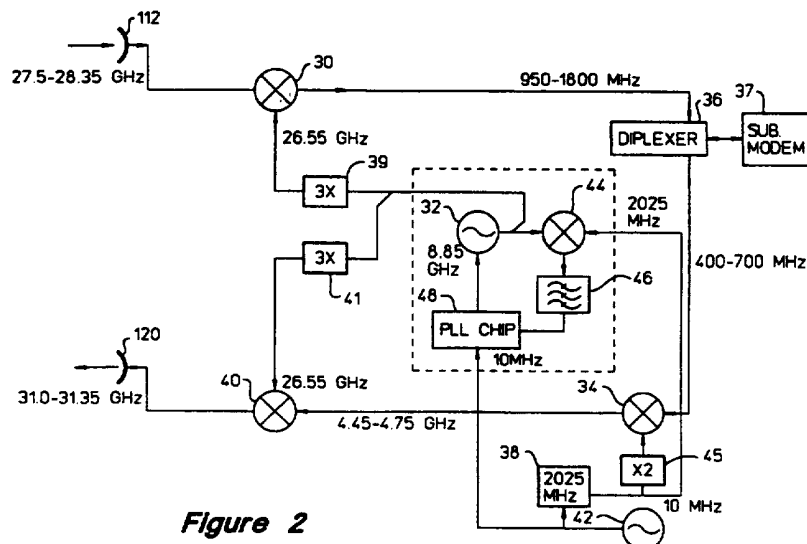 112
27.5-28.35 GHz
30
950-1800 MHz
36
37
DIPLEXER
SUB.
MODEM
26.55 GHz
39
3X
32
44
2025
MHz
8.85
GHz
400-700 MHz
3X
41
46
48
PLL CHIP
10MHz
120
31.0-31.35 GHz
40
26.55 GHz
4.45-4.75 GHz
34
38
2025
MHz
X2
45
10 MHz
42
Figure 2